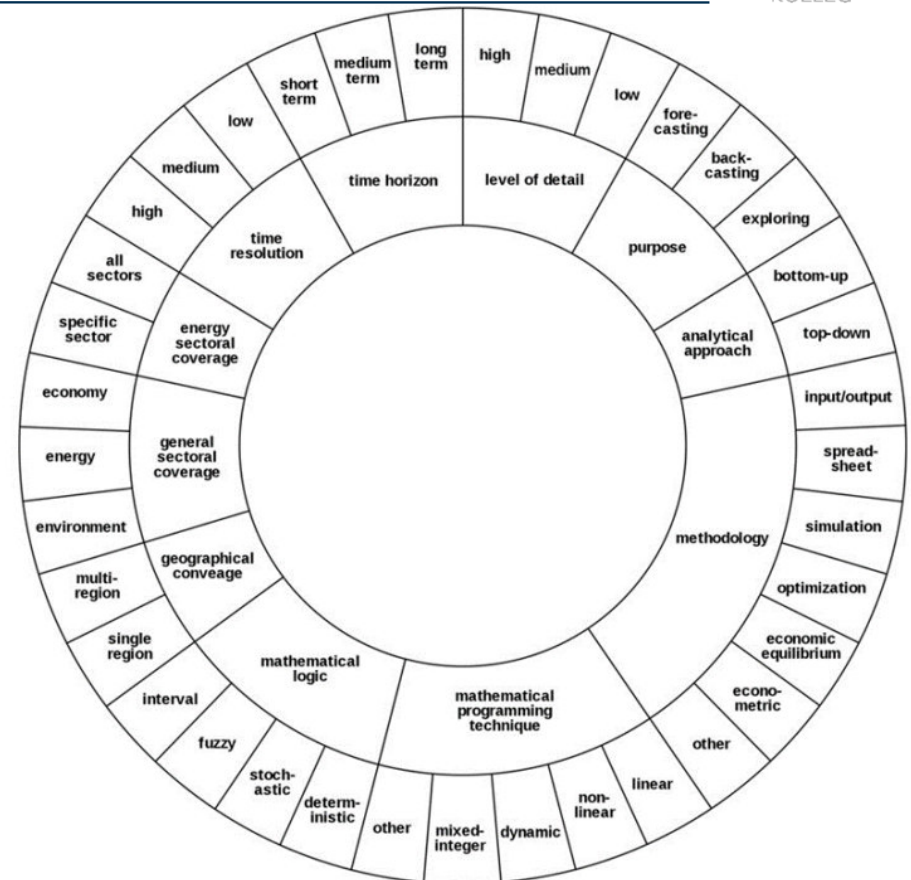 long
term
high
medium
low
fore-
casting
back-
casting
exploring
bottom-up
top-down
input/output
spread-
sheet
simulation
optimization
economic
equilibrium
econo-
metric
other
linear
non-
linear
dynamic
mixed-
integer
other
determ-
inistic
stoch-
astic
fuzzy
interval
single
region
multi-
region
environment
energy
economy
specific
sector
all
sectors
high
medium
low
short
term
medium
term
time horizon
level of detail
purpose
analytical
approach
methodology
mathematical
programming
technique
mathematical
logic
geographical
conveage
general
sectoral
coverage
energy
sectoral
coverage
time
resolution